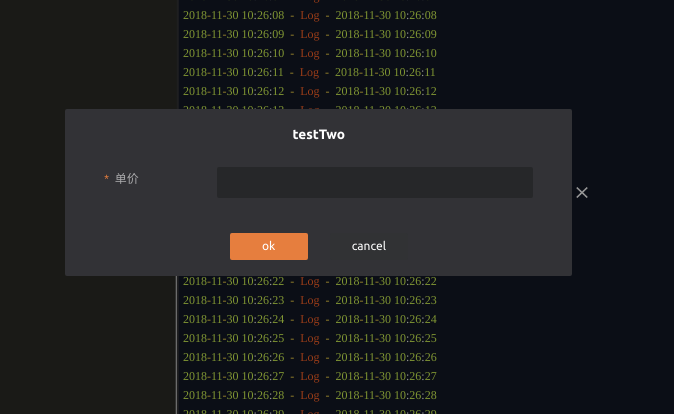 2018-11-30 10:26:08 - Log - 2018-11-30 10:26:08
2018-11-30 10:26:09 - Log - 2018-11-30 10:26:09
2018-11-30 10:26:10 - Log - 2018-11-30 10:26:10
2018-11-30 10:26:11 - Log - 2018-11-30 10:26:11
2018-11-30 10:26:12 - Log - 2018-11-30 10:26:12
testTwo
* 单价
ok cancel
2018-11-30 10:26:22 - Log - 2018-11-30 10:26:22
2018-11-30 10:26:23 - Log - 2018-11-30 10:26:23
2018-11-30 10:26:24 - Log - 2018-11-30 10:26:24
2018-11-30 10:26:25 - Log - 2018-11-30 10:26:25
2018-11-30 10:26:26 - Log - 2018-11-30 10:26:26
2018-11-30 10:26:27 - Log - 2018-11-30 10:26:27
2018-11-30 10:26:28 - Log - 2018-11-30 10:26:28